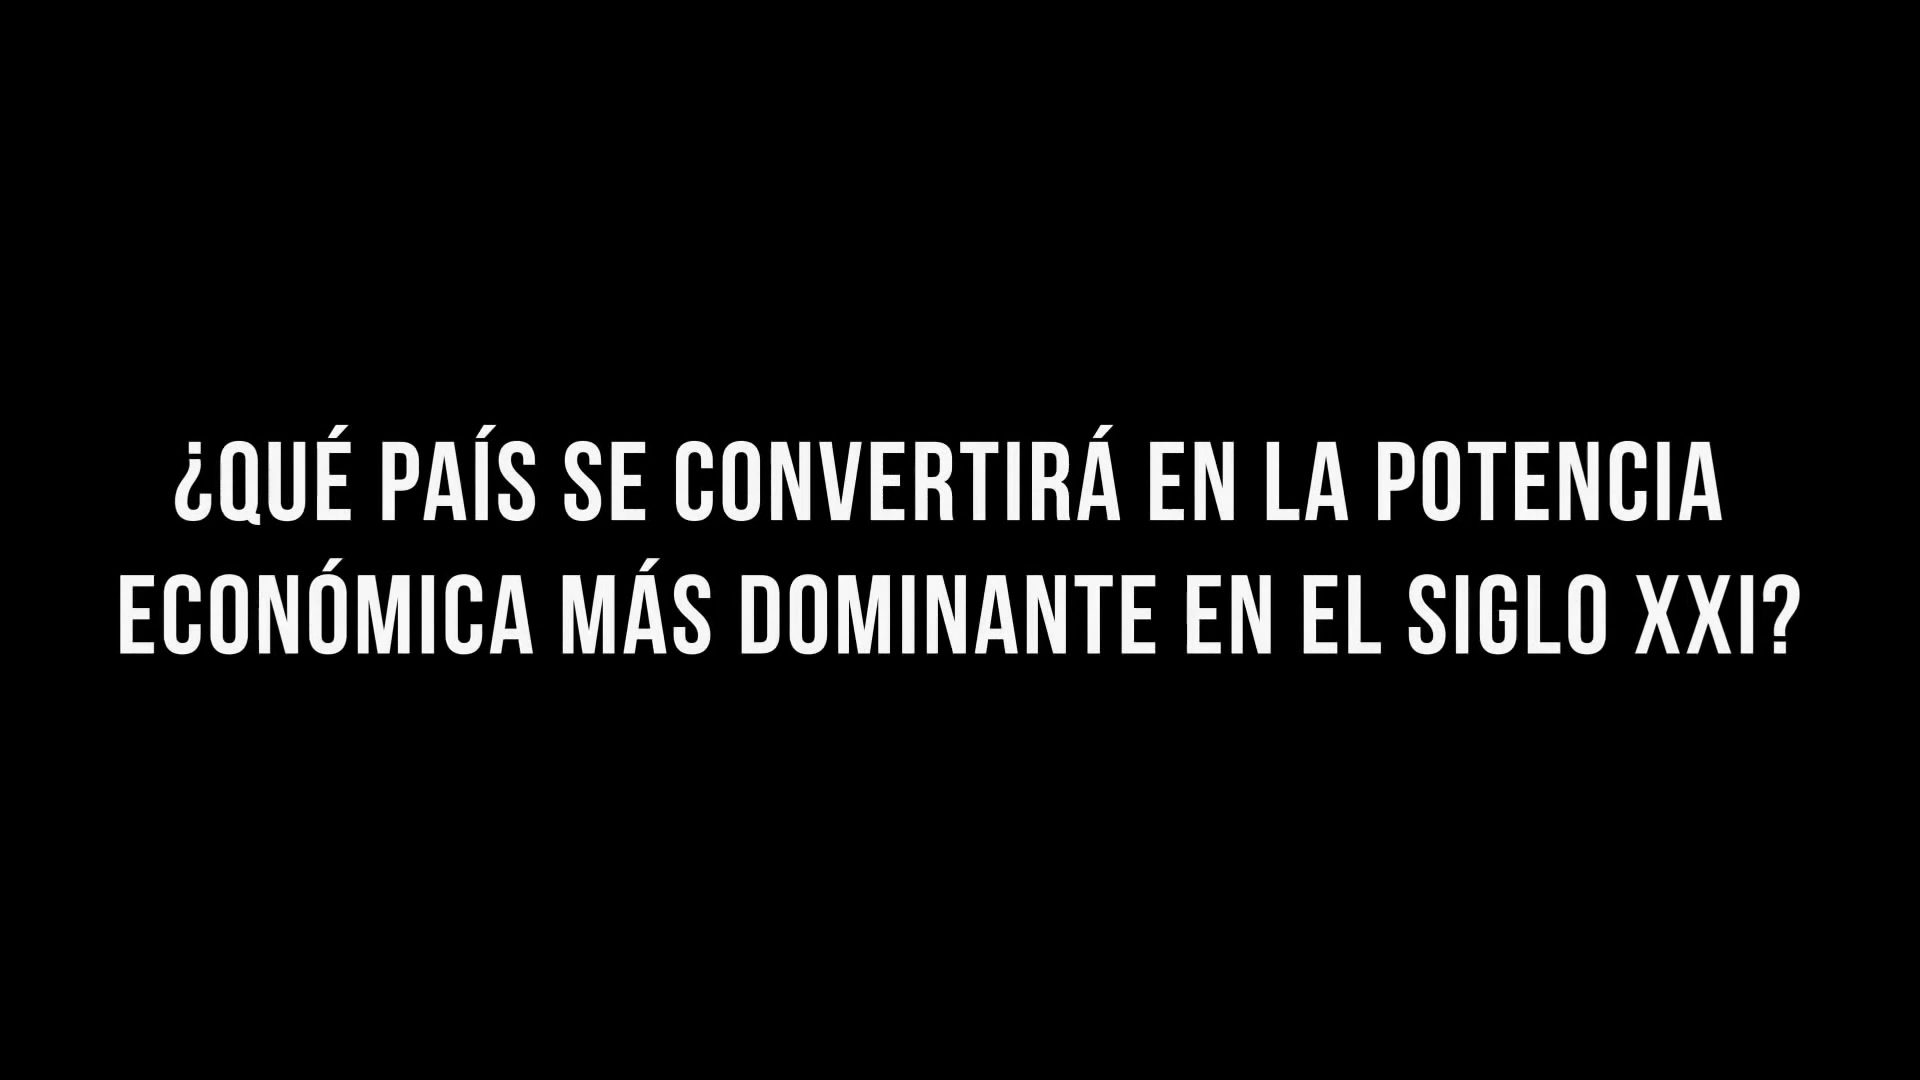 ¿QUÉ PAÍS SE CONVERTIRÁ EN LA POTENCIA
ECONÓMICA MÁS DOMINANTE EN EL SIGLO XXI?